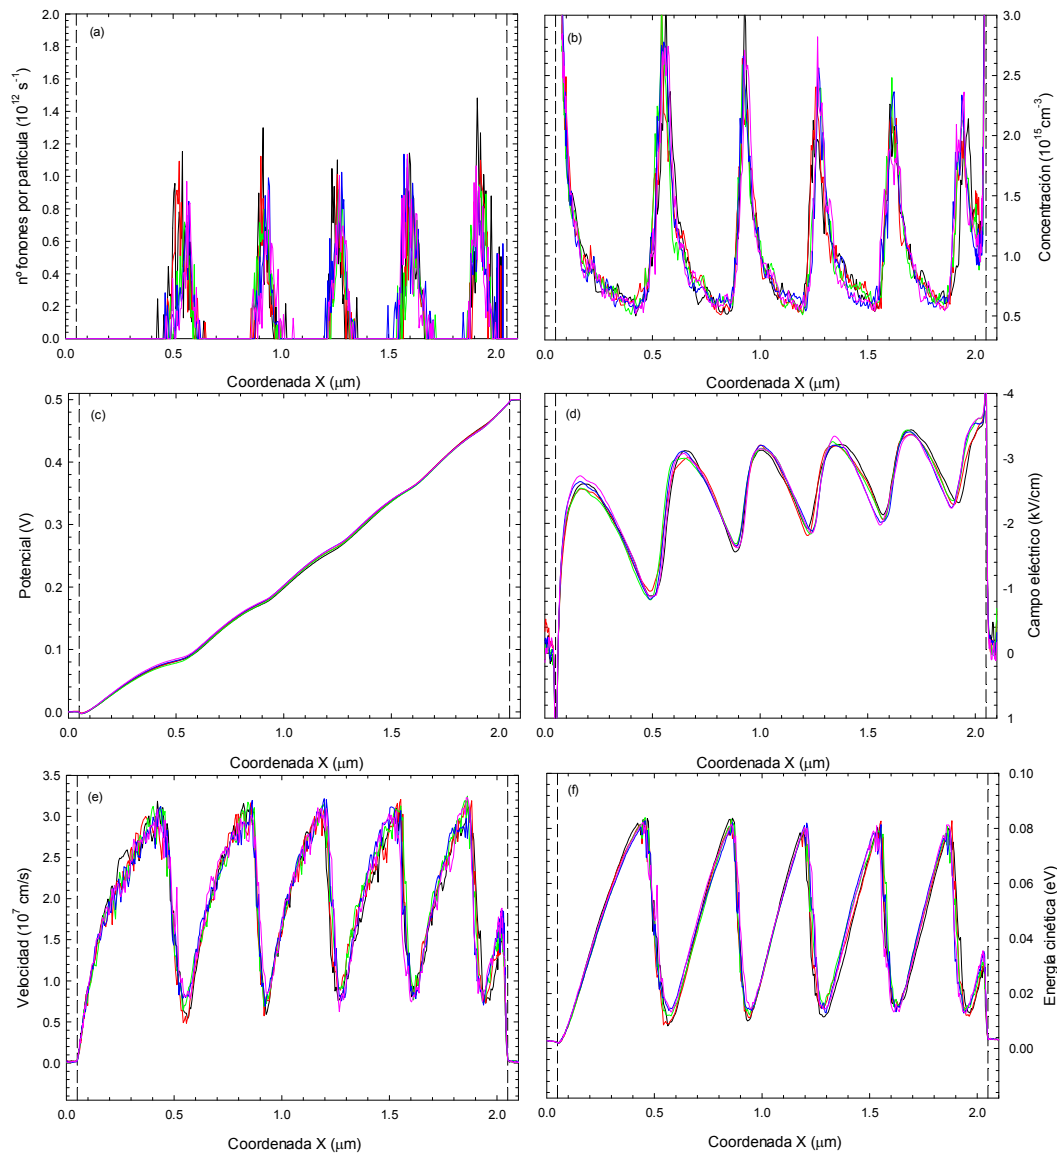 (a)
nº fonones por partícula (10¹² s⁻¹)
2.0
1.8
1.6
1.4
1.2
1.0
0.8
0.6
0.4
0.2
0.0
0.0 0.5 1.0 1.5 2.0
Coordenada X (μm)
(b)
Concentración (10¹⁵cm⁻³)
3.0
2.5
2.0
1.5
1.0
0.5
0.0 0.5 1.0 1.5 2.0
Coordenada X (μm)
(c)
Potencial (V)
0.5
0.4
0.3
0.2
0.1
0.0
0.0 0.5 1.0 1.5 2.0
Coordenada X (μm)
(d)
Campo eléctrico (kV/cm)
-4
-3
-2
-1
0
1
0.0 0.5 1.0 1.5 2.0
Coordenada X (μm)
(e)
Velocidad (10⁷ cm/s)
3.5
3.0
2.5
2.0
1.5
1.0
0.5
0.0
0.0 0.5 1.0 1.5 2.0
Coordenada X (μm)
(f)
Energía cinética (eV)
0.10
0.08
0.06
0.04
0.02
0.00
0.0 0.5 1.0 1.5 2.0
Coordenada X (μm)